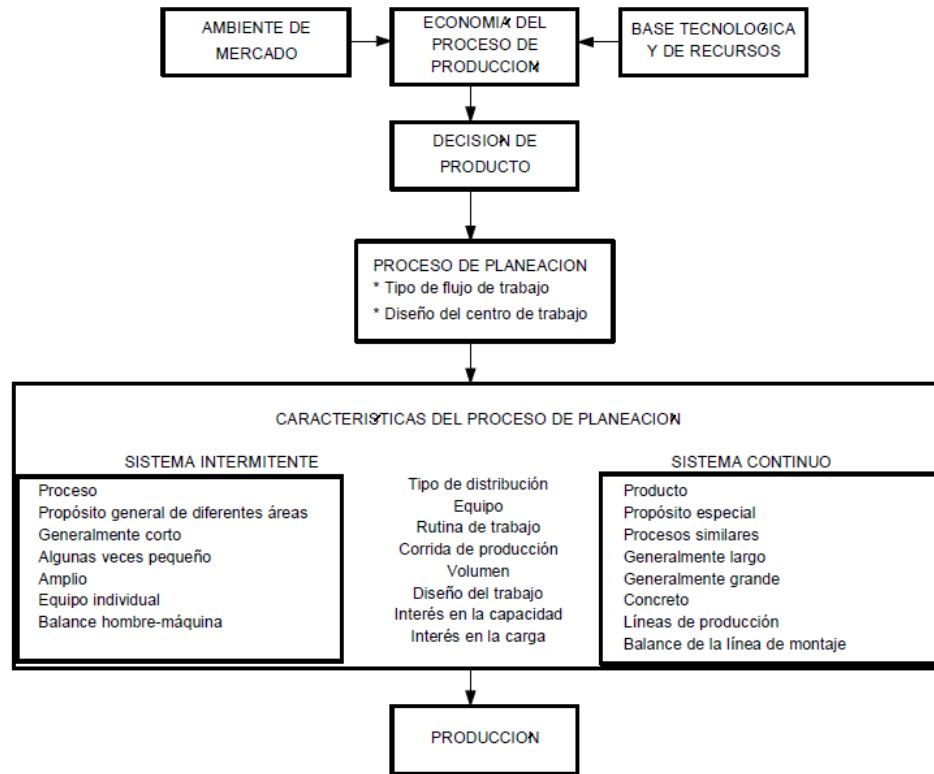 AMBIENTE DE
MERCADO
ECONOMIA DEL
PROCESO DE
PRODUCCION
BASE TECNOLOGICA
Y DE RECURSOS
DECISION DE
PRODUCTO
PROCESO DE PLANEACION
* Tipo de flujo de trabajo
* Diseño del centro de trabajo
CARACTERISTICAS DEL PROCESO DE PLANEACION
SISTEMA INTERMITENTE
Proceso
Propósito general de diferentes áreas
Generalmente corto
Algunas veces pequeño
Amplio
Equipo individual
Balance hombre-máquina
Tipo de distribución
Equipo
Rutina de trabajo
Corrida de producción
Volumen
Diseño del trabajo
Interés en la capacidad
Interés en la carga
SISTEMA CONTINUO
Producto
Propósito especial
Procesos similares
Generalmente largo
Generalmente grande
Concreto
Líneas de producción
Balance de la línea de montaje
PRODUCCION